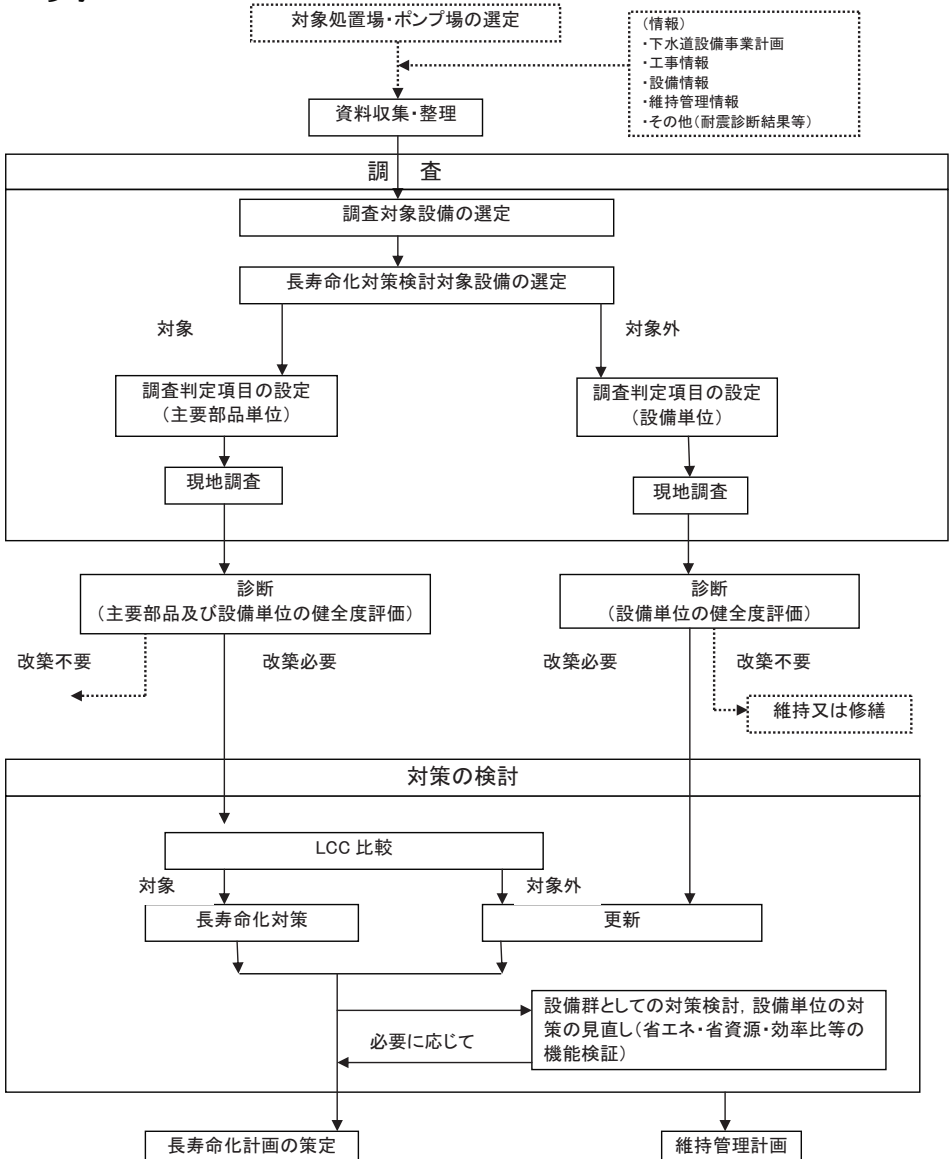 対象処置場・ポンプ場の選定
(情報)
・下水道設備事業計画
・工事情報
・設備情報
・維持管理情報
・その他(耐震診断結果等)
資料収集・整理
調 査
調査対象設備の選定
長寿命化対策検討対象設備の選定
対象
対象外
調査判定項目の設定
(主要部品単位)
調査判定項目の設定
(設備単位)
現地調査
現地調査
診断
(主要部品及び設備単位の健全度評価)
診断
(設備単位の健全度評価)
改築不要
改築必要
改築必要
改築不要
維持又は修繕
対策の検討
LCC 比較
対象
対象外
長寿命化対策
更新
設備群としての対策検討, 設備単位の対
策の見直し(省エネ・省資源・効率比等の
機能検証)
必要に応じて
長寿命化計画の策定
維持管理計画